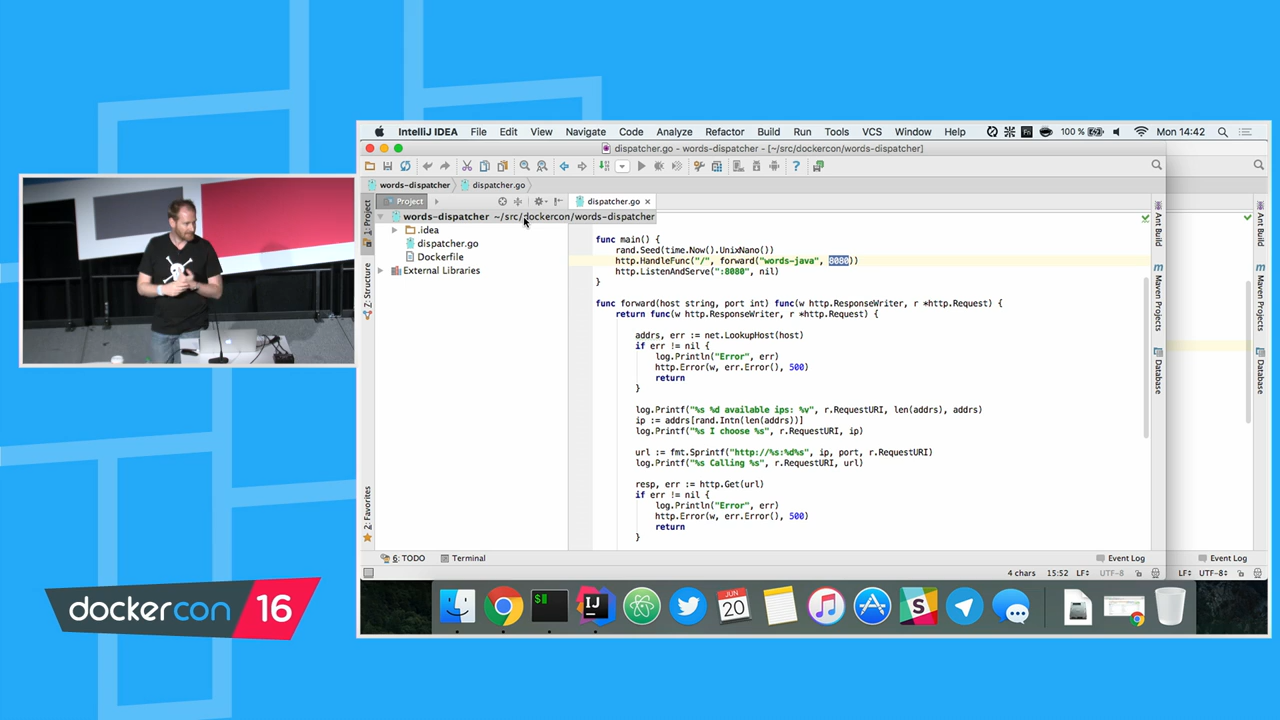 IntelliJ IDEA File Edit View Navigate Code Analyze Refactor Build Run Tools VCS Window Help Fn 100 % Mon 14:42
dispatcher.go - words-dispatcher - [~/src/dockercon/words-dispatcher]
words-dispatcher dispatcher.go
Project dispatcher.go
words-dispatcher ~/src/dockercon/words-dispatcher
.idea
dispatcher.go
Dockerfile
External Libraries
1: Project
Z: Structure
2: Favorites
func main() {
rand.Seed(time.Now().UnixNano())
http.HandleFunc("/", forward("words-java", 8080))
http.ListenAndServe(":8080", nil)
}
func forward(host string, port int) func(w http.ResponseWriter, r *http.Request) {
return func(w http.ResponseWriter, r *http.Request) {
addrs, err := net.LookupHost(host)
if err != nil {
log.Println("Error", err)
http.Error(w, err.Error(), 500)
return
}
log.Printf("%s %d available ips: %v", r.RequestURI, len(addrs), addrs)
ip := addrs[rand.Intn(len(addrs))]
log.Printf("%s I choose %s", r.RequestURI, ip)
url := fmt.Sprintf("http://%s:%d%s", ip, port, r.RequestURI)
log.Printf("%s Calling %s", r.RequestURI, url)
resp, err := http.Get(url)
if err != nil {
log.Println("Error", err)
http.Error(w, err.Error(), 500)
return
}
Ant Build
Maven Projects
Database
Ant Build
Maven Projects
Database
6: TODO Terminal Event Log Event Log
4 chars 15:52 LF÷ UTF-8÷ LF÷ UTF-8÷
$
IJ
JUN
20
S
dockercon 16